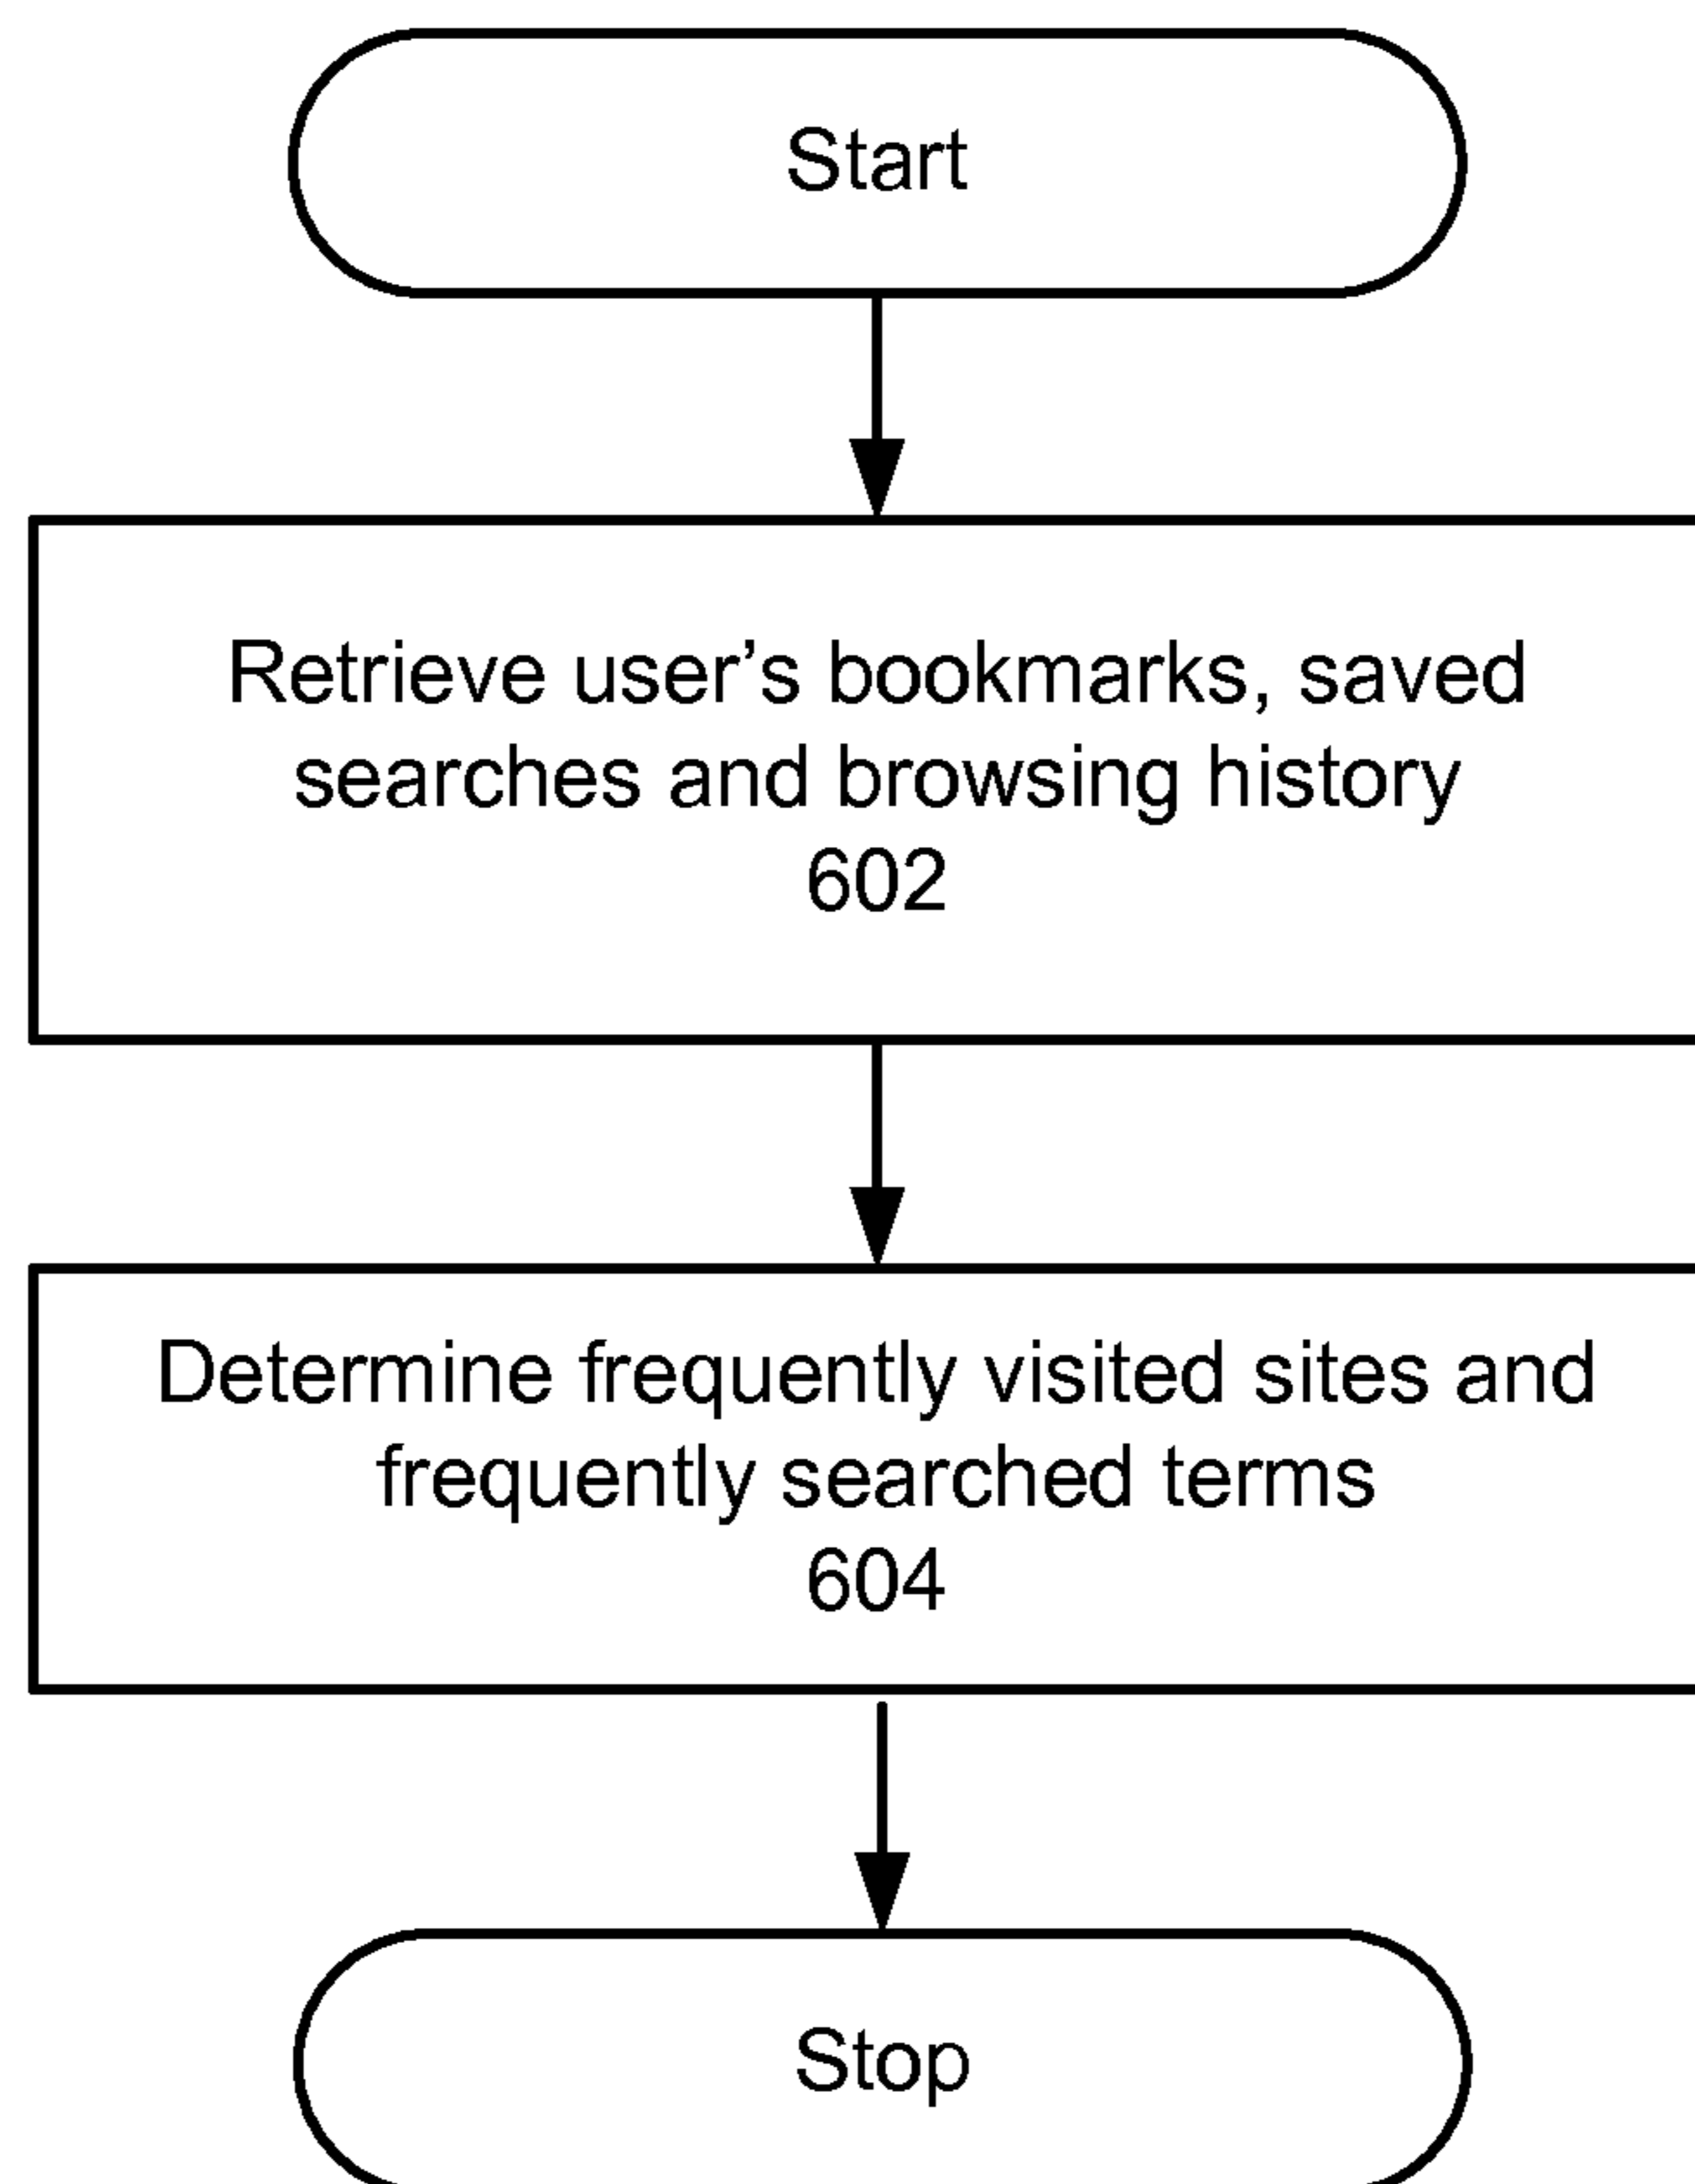 Start
Retrieve user’s bookmarks, saved
searches and browsing history
602
Determine frequently visited sites and
frequently searched terms
604
Stop